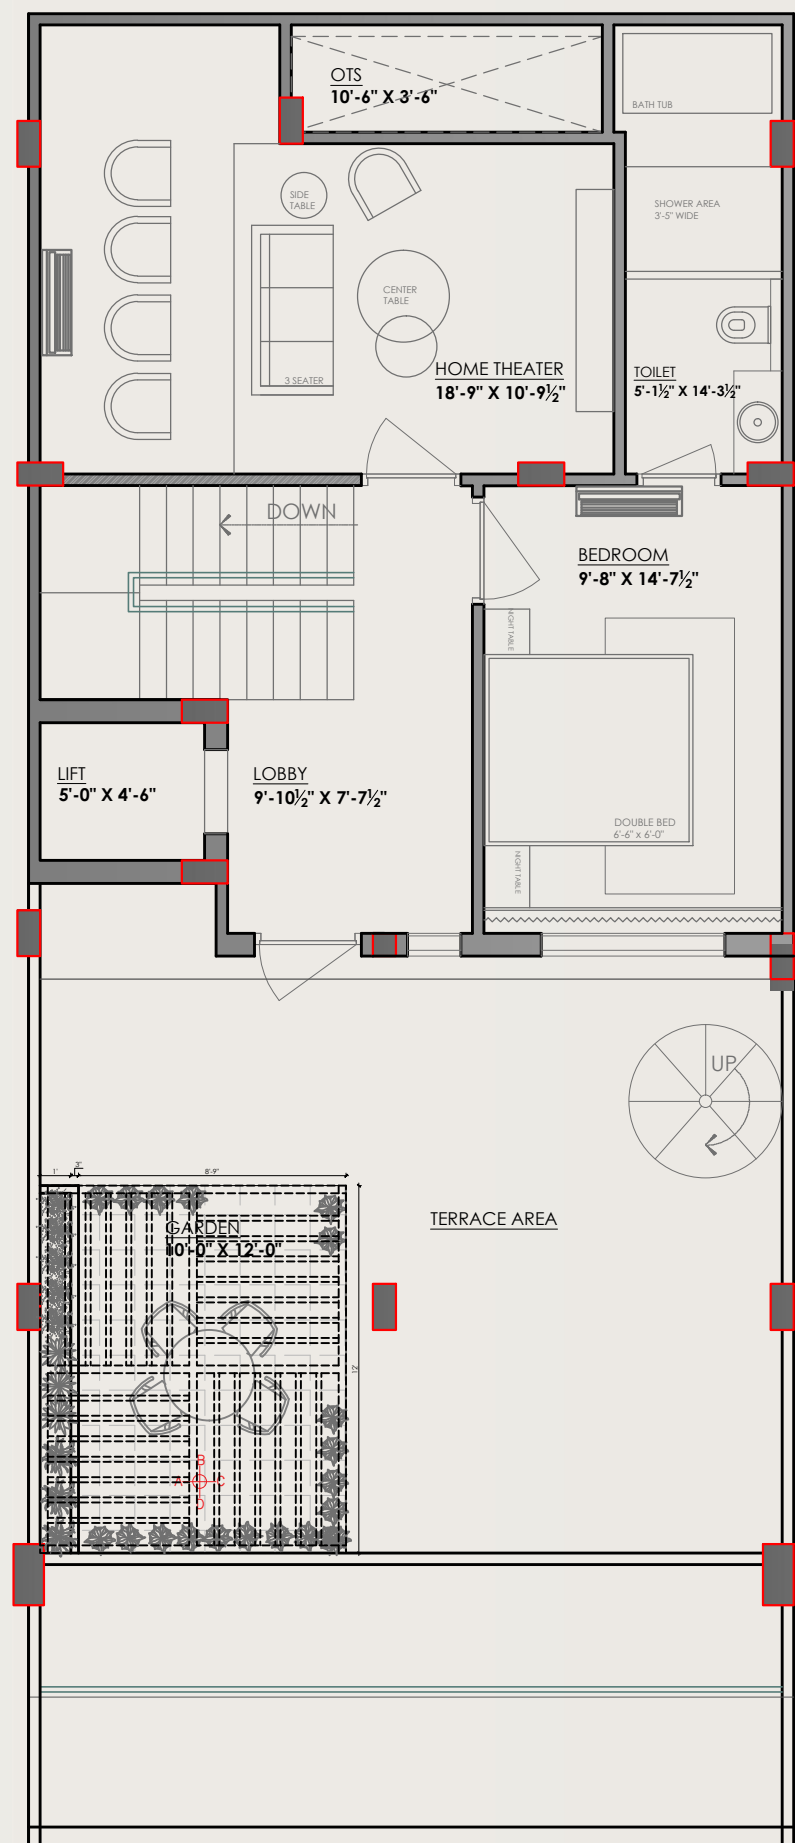 OTS
10'-6" X 3'-6"
BATH TUB
SIDE
TABLE
SHOWER AREA
3'-5" WIDE
CENTER
TABLE
3 SEATER
HOME THEATER
18'-9" X 10'-9½"
TOILET
5'-1½" X 14'-3½"
DOWN
BEDROOM
9'-8" X 14'-7½"
NIGHT TABLE
LIFT
5'-0" X 4'-6"
LOBBY
9'-10½" X 7'-7½"
DOUBLE BED
6'-6" x 6'-0"
NIGHT TABLE
UP
1'
3"
8'-9"
TERRACE AREA
GARDEN
10'-0" X 12'-0"
12'
B
A
C
D